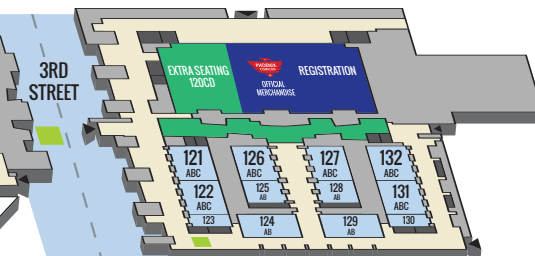 3RD
STREET
EXTRA SEATING
120CD
PHOENIX
OFFICIAL
MERCHANDISE
REGISTRATION
121
ABC
126
ABC
127
ABC
132
ABC
122
ABC
125
AB
128
AB
131
ABC
123
124
AB
129
AB
130